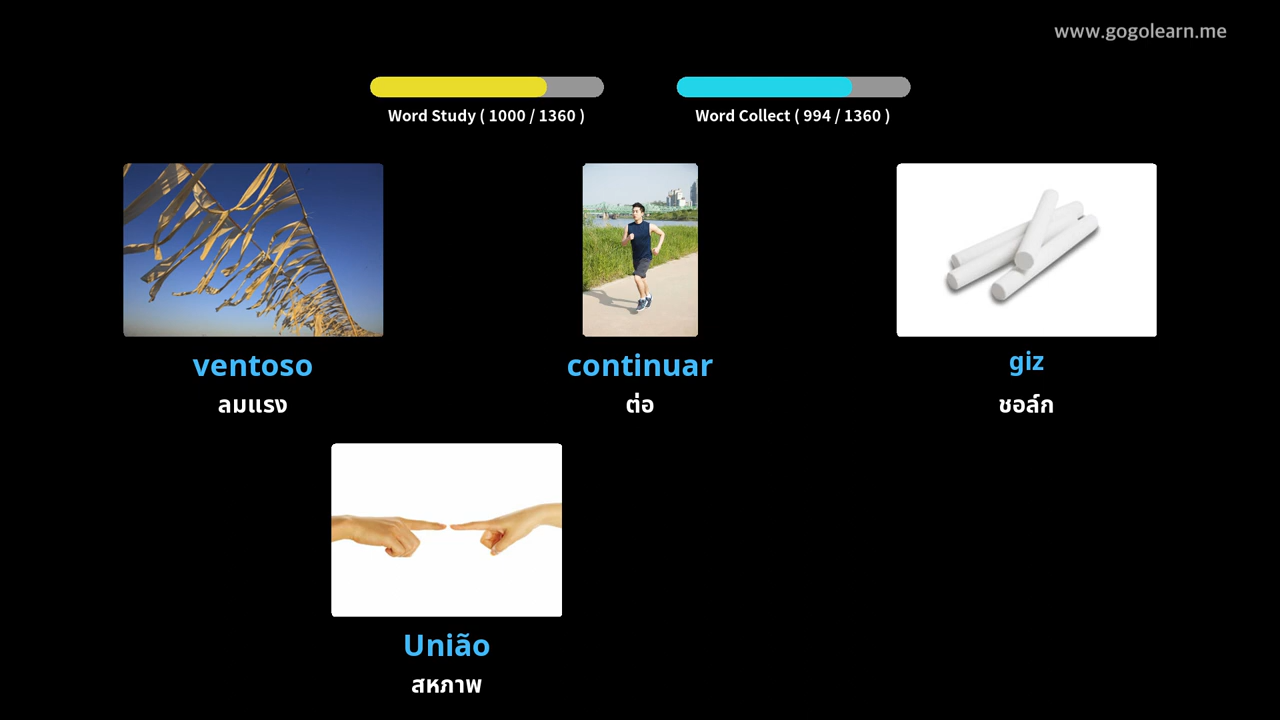 www.gogolearn.me
Word Study ( 1000 / 1360 )
Word Collect ( 994 / 1360 )
ventoso
ลมแรง
continuar
ต่อ
giz
ชอล์ก
União
สหภาพ